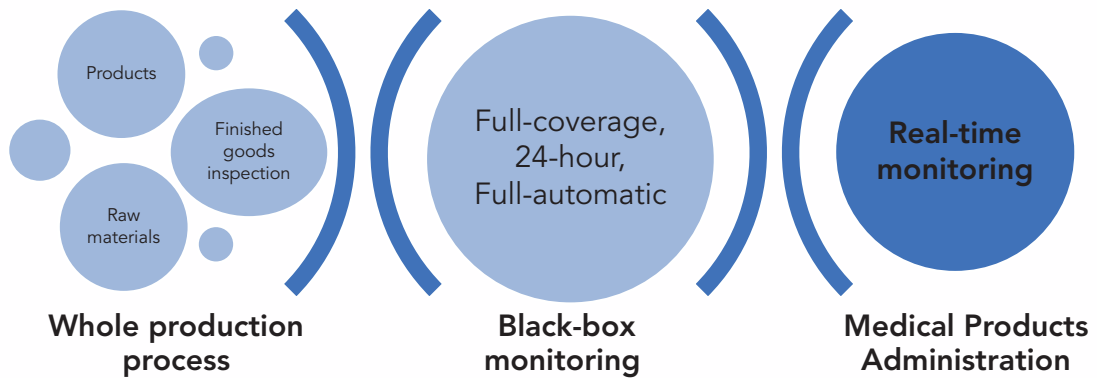 Products
Finished
goods
inspection
Raw
materials
Whole production
process
Full-coverage,
24-hour,
Full-automatic
Black-box
monitoring
Real-time
monitoring
Medical Products
Administration